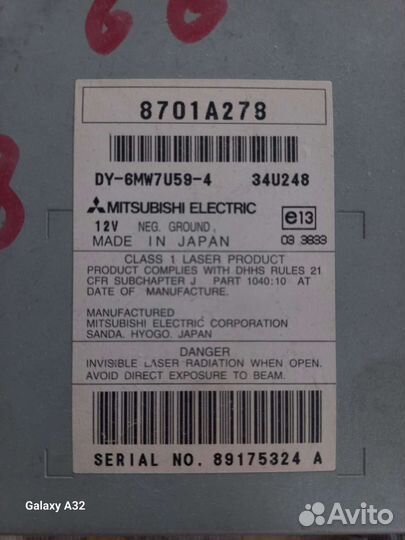 66
3
8701A278
DY-6MW7U59-4 34U248
MITSUBISHI ELECTRIC
12V NEG. GROUND. e13
MADE IN JAPAN 03 3833
CLASS 1 LASER PRODUCT
PRODUCT COMPLIES WITH DHHS RULES 21
CFR SUBCHAPTER J PART 1040:10 AT
DATE OF MANUFACTURE.
MANUFACTURED
MITSUBISHI ELECTRIC CORPORATION
SANDA. HYOGO. JAPAN
DANGER
INVISIBLE LASER RADIATION WHEN OPEN.
AVOID DIRECT EXPOSURE TO BEAM.
SERIAL NO. 89175324 A
Galaxy A32
Avito